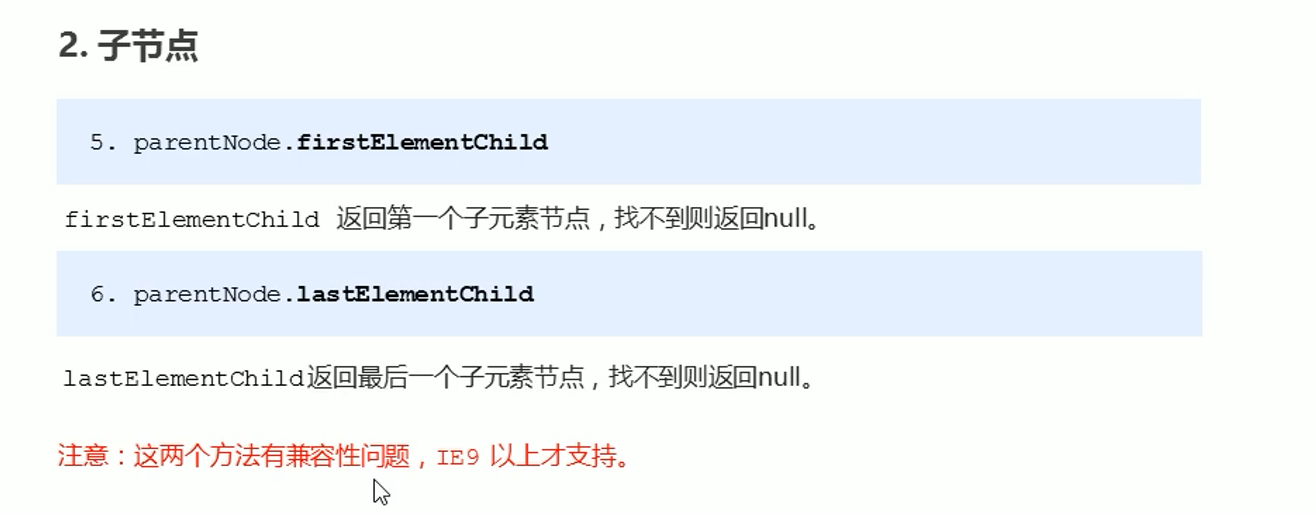 2. 子节点
5. parentNode.firstElementChild
firstElementChild 返回第一个子元素节点，找不到则返回null。
6. parentNode.lastElementChild
lastElementChild返回最后一个子元素节点，找不到则返回null。
注意：这两个方法有兼容性问题，IE9 以上才支持。